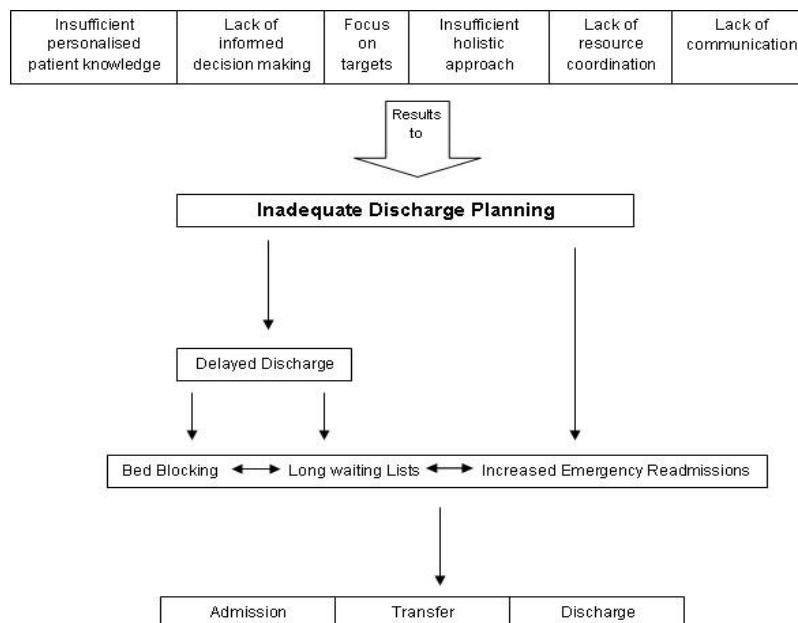 Insufficient
personalised
patient knowledge
Lack of
informed
decision making
Focus
on
targets
Insufficient
holistic
approach
Lack of
resource
coordination
Lack of
communication
Results
to
Inadequate Discharge Planning
Delayed Discharge
Bed Blocking Long waiting Lists Increased Emergency Readmissions
Admission Transfer Discharge